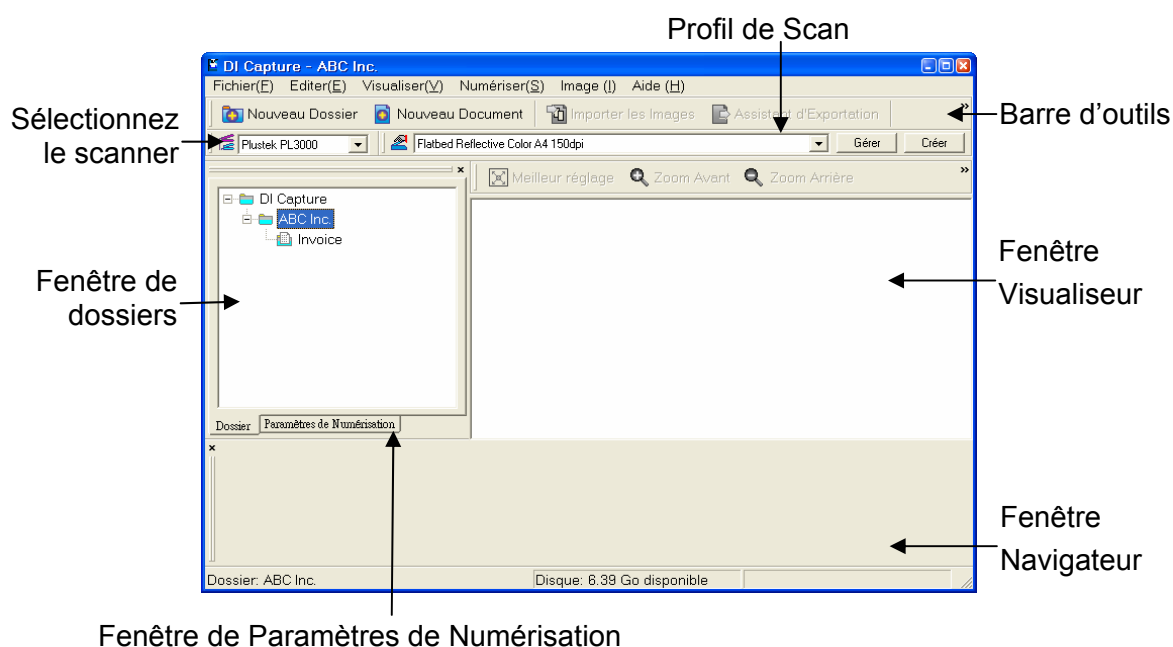 Profil de Scan
DI Capture - ABC Inc.
Fichier(F) Editer(E) Visualiser(V) Numériser(S) Image (I) Aide (H)
Nouveau Dossier Nouveau Document Importer les Images Assistant d'Exportation »
Barre d'outils
Sélectionnez
le scanner
Plustek PL3000 Flatbed Reflective Color A4 150dpi Gérer Créer
Meilleur réglage Zoom Avant Zoom Arrière »
DI Capture
ABC Inc.
Invoice
Fenêtre
Visualiseur
Fenêtre de
dossiers
Dossier Paramètres de Numérisation
Fenêtre
Navigateur
Dossier: ABC Inc. Disque: 6.39 Go disponible
Fenêtre de Paramètres de Numérisation